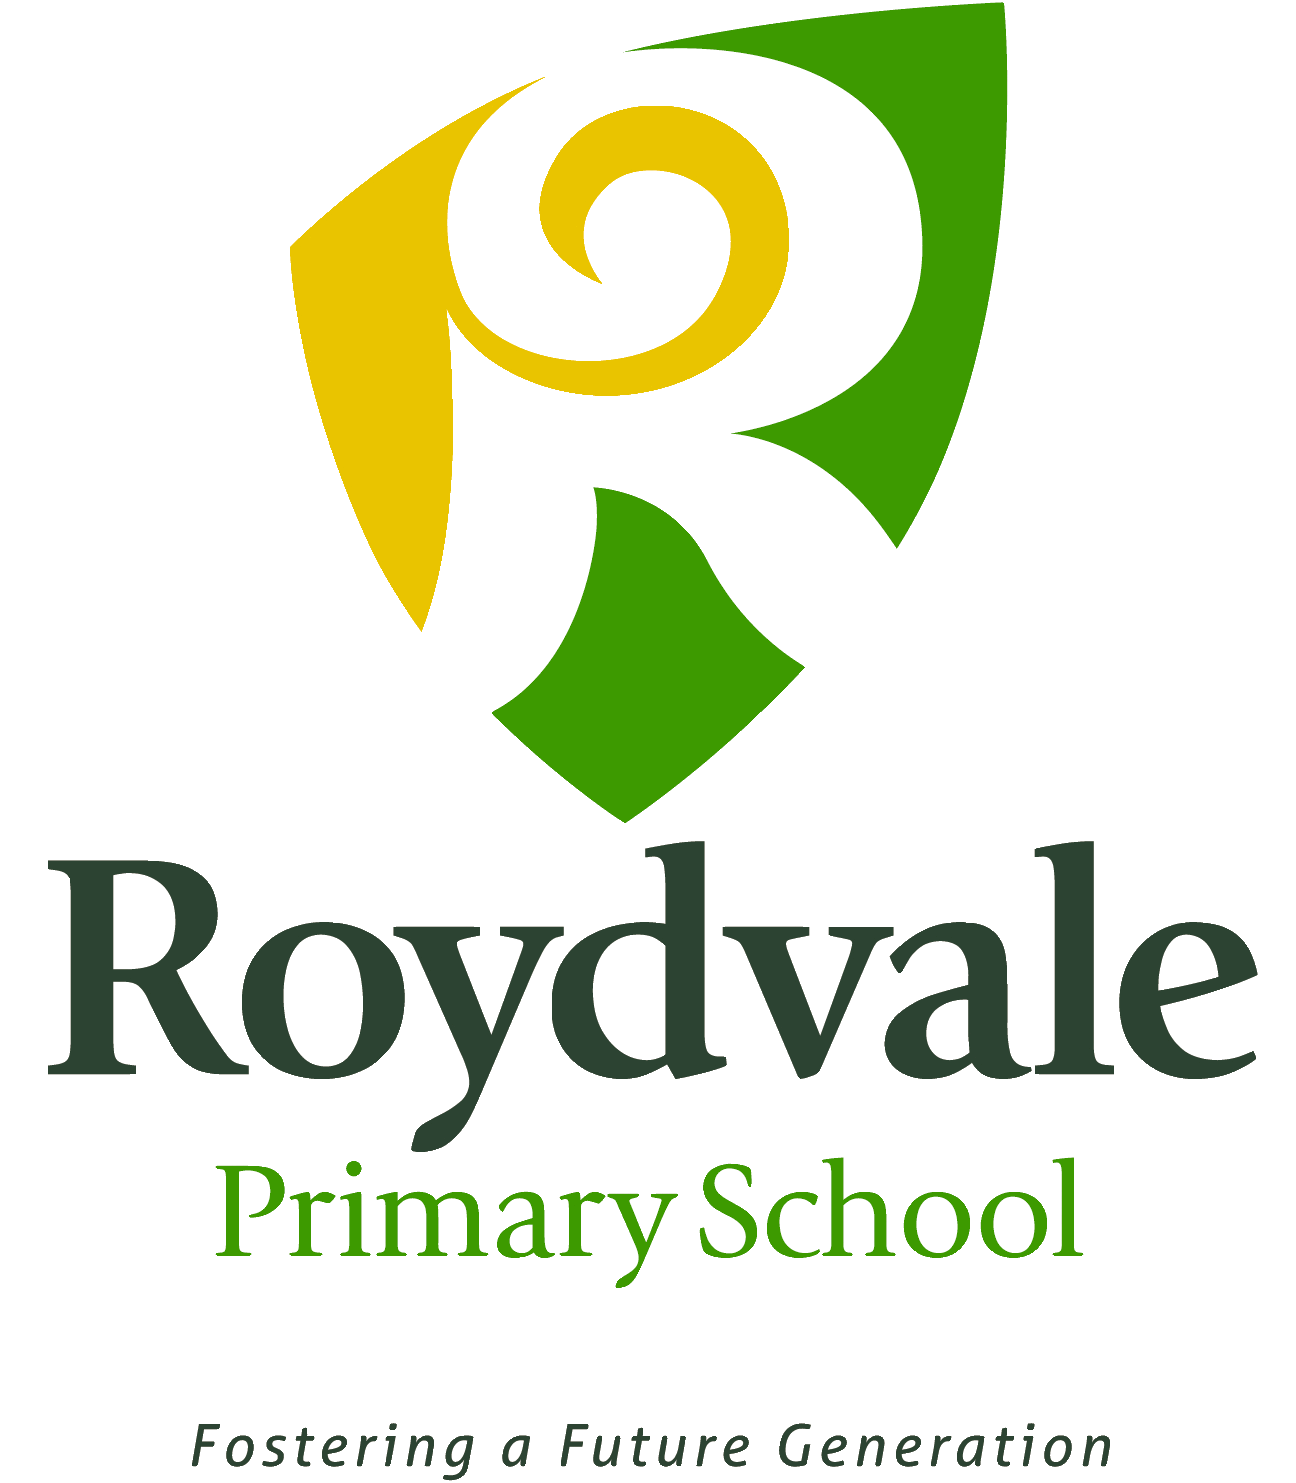 Roydvale
Primary School
Fostering a Future Generation